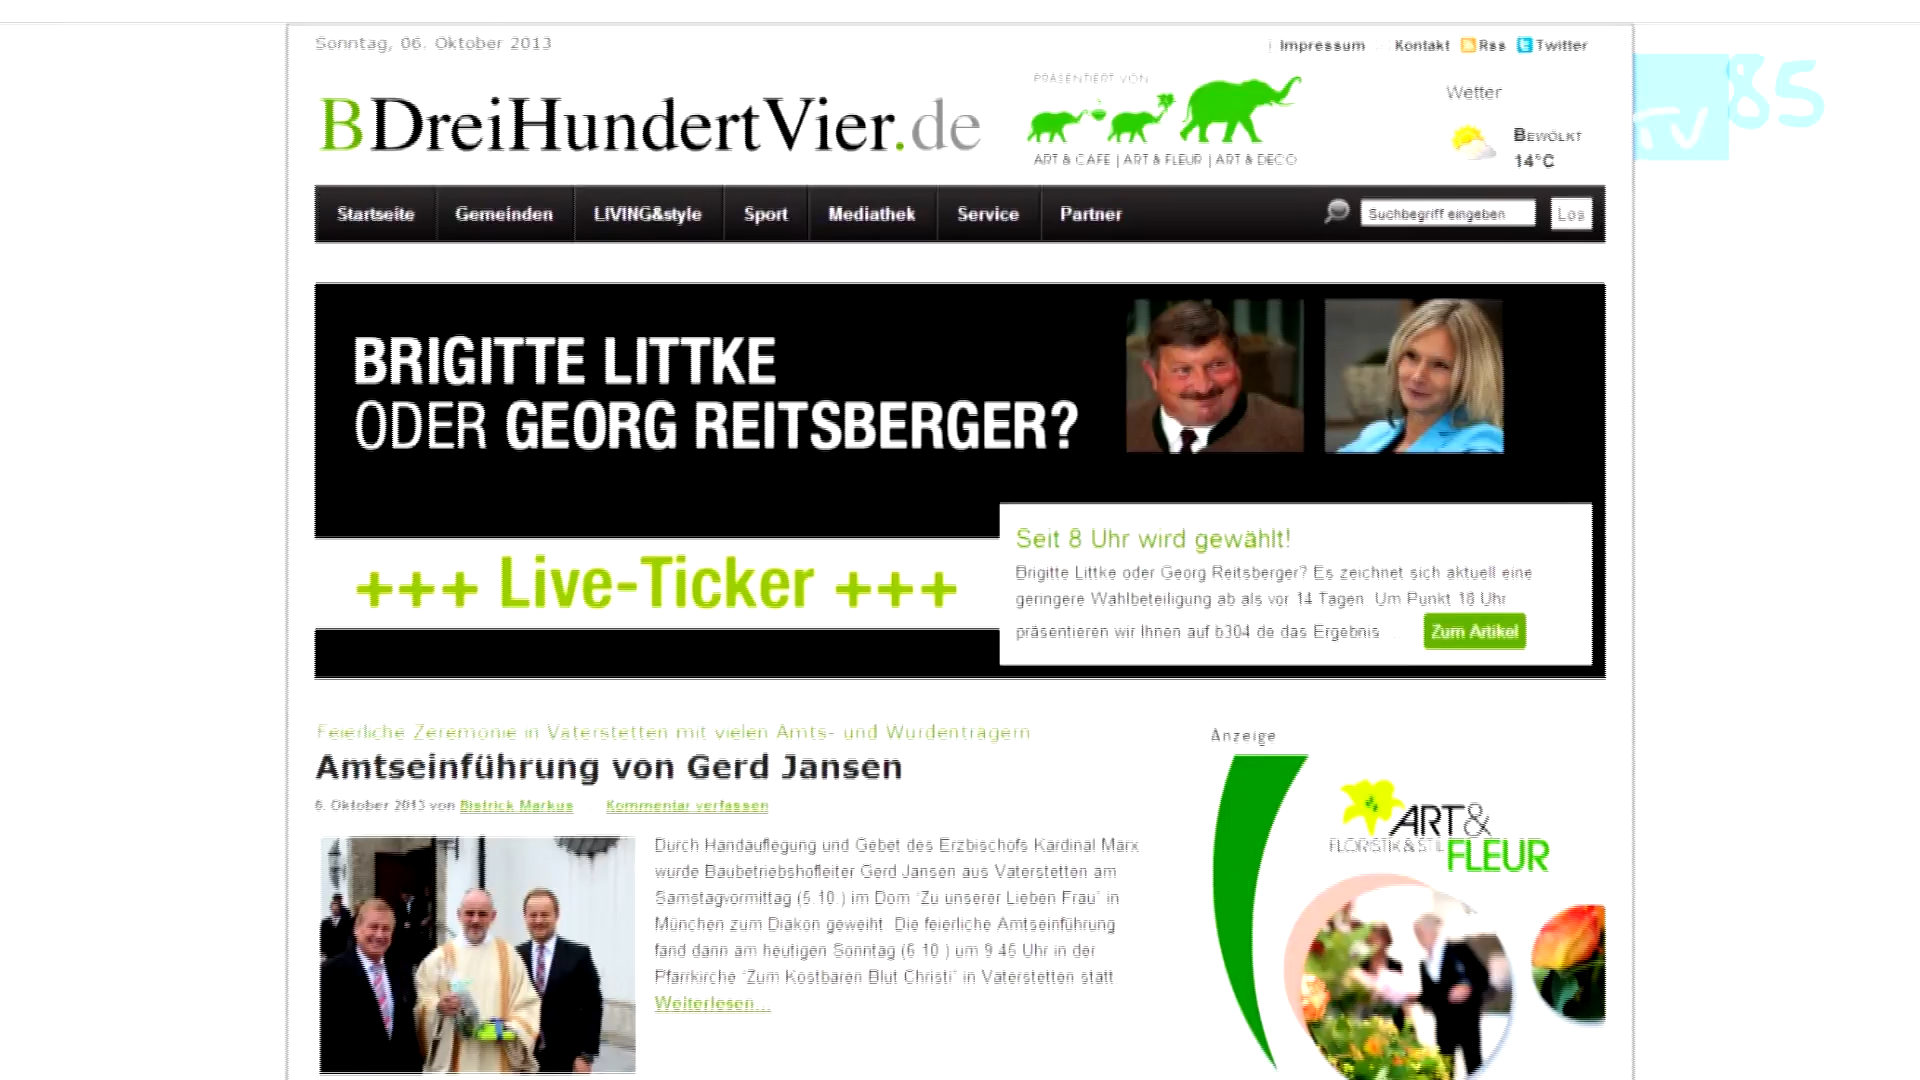 Sonntag, 06. Oktober 2013
Impressum Kontakt Rss Twitter
TV 85
BDreiHundertVier.de
PRÄSENTIERT VON
ART & CAFE | ART & FLEUR | ART & DECO
Wetter
BEWÖLKT
14°C
Startseite Gemeinden LIVING&style Sport Mediathek Service Partner Suchbegriff eingeben Los
BRIGITTE LITTKE
ODER GEORG REITSBERGER?
+++ Live-Ticker +++
Seit 8 Uhr wird gewählt!
Brigitte Littke oder Georg Reitsberger? Es zeichnet sich aktuell eine
geringere Wahlbeteiligung ab als vor 14 Tagen. Um Punkt 18 Uhr
präsentieren wir Ihnen auf b304.de das Ergebnis ...
Zum Artikel
Feierliche Zeremonie in Vaterstetten mit vielen Amts- und Würdenträgern
Amtseinführung von Gerd Jansen
6. Oktober 2013 von Bistrick Markus Kommentar verfassen
Durch Handauflegung und Gebet des Erzbischofs Kardinal Marx
wurde Baubetriebshofleiter Gerd Jansen aus Vaterstetten am
Samstagvormittag (5.10.) im Dom "Zu unserer Lieben Frau" in
München zum Diakon geweiht. Die feierliche Amtseinführung
fand dann am heutigen Sonntag (6.10.) um 9.45 Uhr in der
Pfarrkirche "Zum Kostbaren Blut Christi" in Vaterstetten statt.
Weiterlesen...
Anzeige
ART&
FLORISTIK & STIL FLEUR